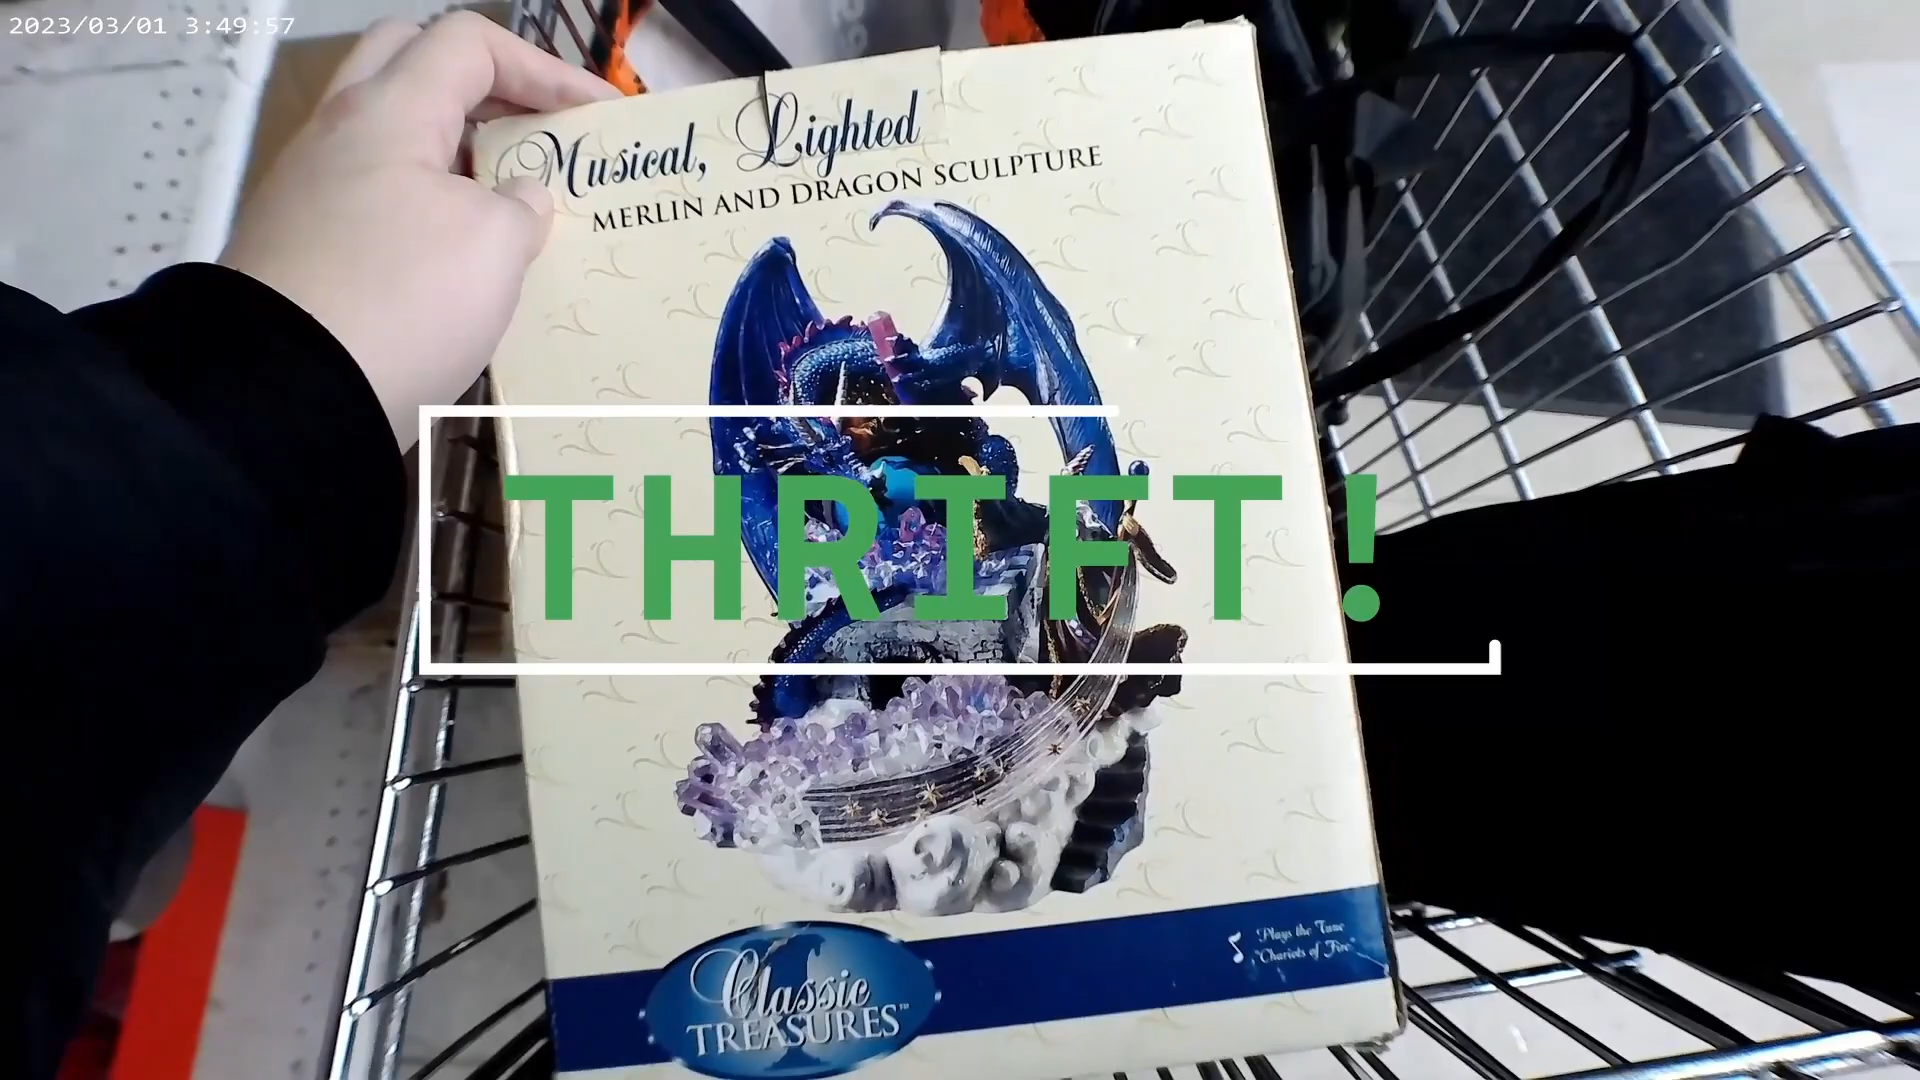 2023/03/01 3:49:57
Musical, Lighted
MERLIN AND DRAGON SCULPTURE
THRIFT!
Plays the Tune
"Chariots of Fire"
Classic
TREASURES™